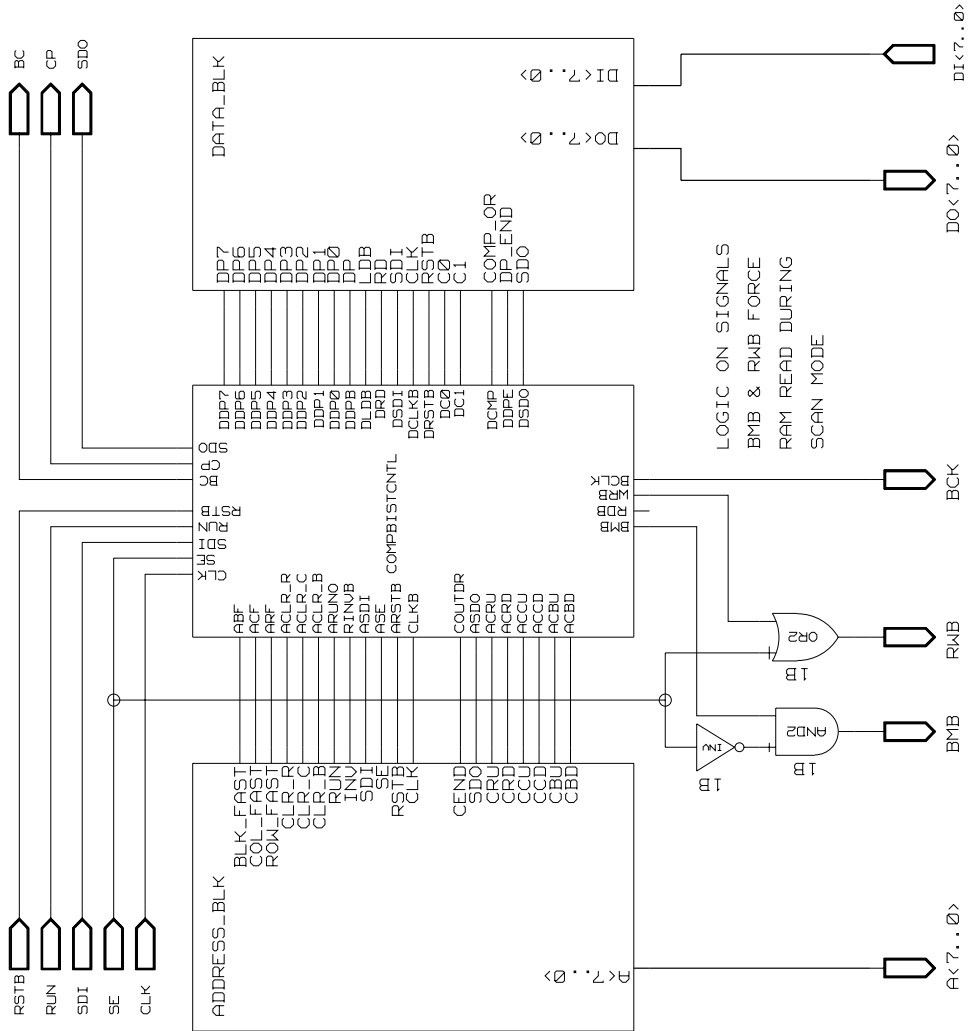 BC
CP
SDO
RSTB
RUN
SDI
SE
CLK
DATA_BLK
DI<7..0>
DO<7..0>
DP7
DP6
DP5
DP4
DP3
DP2
DP1
DP0
DP
LDB
RD
SDI
CLK
RSTB
C0
C1
COMP_OR
DP_END
SDO
DI<7..0>
DO<7..0>
DDP7
DDP6
DDP5
DDP4
DDP3
DDP2
DDP1
DDP0
DDPB
DLDB
DRD
DSDI
DCLKB
DRSTB
DC0
DC1
DCMP
DDPE
DSDO
SDO
CP
BC
RSTB
RUN
SDI
SE
CLK
COMPBISTCNTL
BCLK
WRB
RDB
BMB
ABF
ACF
ARF
ACLR_R
ACLR_C
ACLR_B
ARUNO
RINVB
ASDI
ASE
ARSTB
CLKB
COUTDR
ASDO
ACRU
ACRD
ACCU
ACCD
ACBU
ACBD
LOGIC ON SIGNALS
BMB & RWB FORCE
RAM READ DURING
SCAN MODE
BCK
OR2
1B
RWB
AND2
1B
BMB
INV
1B
ADDRESS_BLK
BLK_FAST
COL_FAST
ROW_FAST
CLR_R
CLR_C
CLR_B
RUN
INV
SDI
SE
RSTB
CLK
CEND
SDO
CRU
CRD
CCU
CCD
CBU
CBD
A<7..0>
A<7..0>